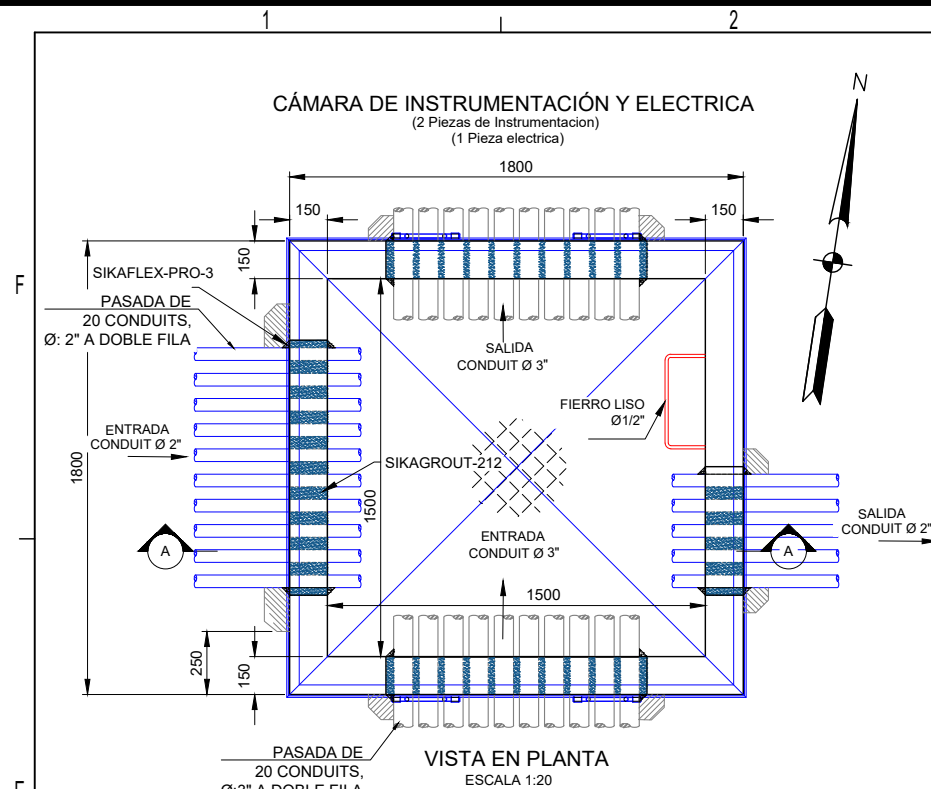 1
2
CÁMARA DE INSTRUMENTACIÓN Y ELECTRICA
(2 Piezas de Instrumentacion)
(1 Pieza electrica)
N
1800
150
150
150
F
SIKAFLEX-PRO-3
PASADA DE
20 CONDUITS,
Ø: 2" A DOBLE FILA
SALIDA
CONDUIT Ø 3"
FIERRO LISO
Ø1/2"
ENTRADA
CONDUIT Ø 2"
1800
SIKAGROUT-212
1500
SALIDA
CONDUIT Ø 2"
ENTRADA
CONDUIT Ø 3"
A
A
1500
250
150
PASADA DE
20 CONDUITS,
VISTA EN PLANTA
ESCALA 1:20